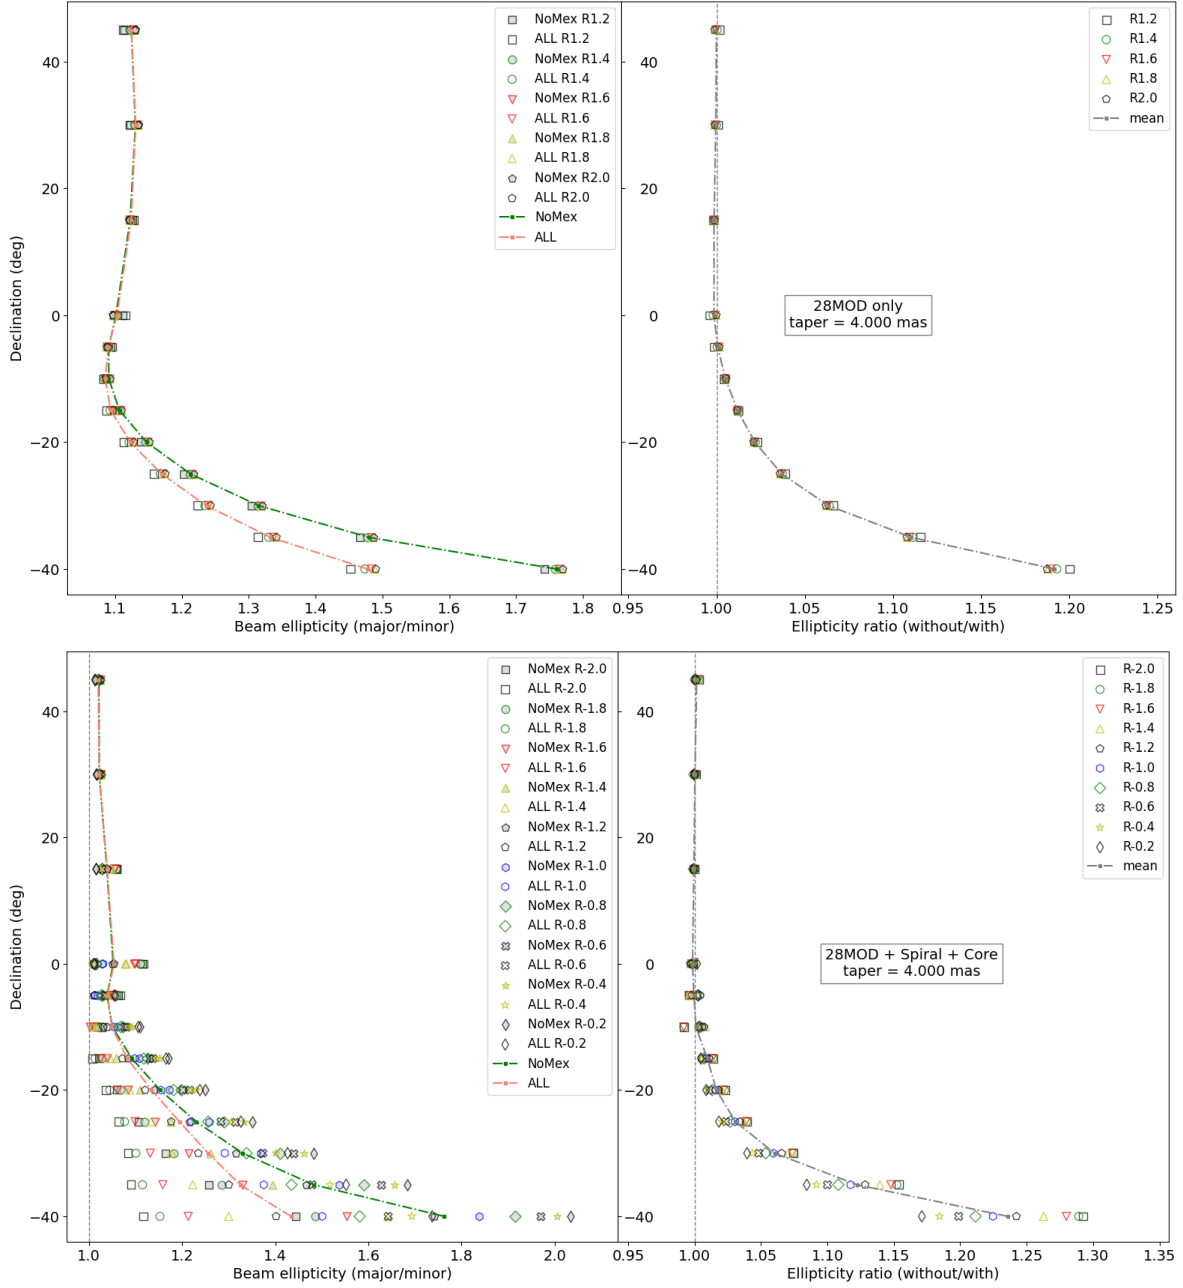 NoMex R1.2
ALL R1.2
NoMex R1.4
ALL R1.4
NoMex R1.6
ALL R1.6
NoMex R1.8
ALL R1.8
NoMex R2.0
ALL R2.0
NoMex
ALL
40
20
0
−20
−40
Declination (deg)
1.1 1.2 1.3 1.4 1.5 1.6 1.7 1.8
Beam ellipticity (major/minor)
R1.2
R1.4
R1.6
R1.8
R2.0
mean
40
20
0
−20
−40
28MOD only
taper = 4.000 mas
0.95 1.00 1.05 1.10 1.15 1.20 1.25
Ellipticity ratio (without/with)
NoMex R-2.0
ALL R-2.0
NoMex R-1.8
ALL R-1.8
NoMex R-1.6
ALL R-1.6
NoMex R-1.4
ALL R-1.4
NoMex R-1.2
ALL R-1.2
NoMex R-1.0
ALL R-1.0
NoMex R-0.8
ALL R-0.8
NoMex R-0.6
ALL R-0.6
NoMex R-0.4
ALL R-0.4
NoMex R-0.2
ALL R-0.2
NoMex
ALL
40
20
0
−20
−40
Declination (deg)
1.0 1.2 1.4 1.6 1.8 2.0
Beam ellipticity (major/minor)
R-2.0
R-1.8
R-1.6
R-1.4
R-1.2
R-1.0
R-0.8
R-0.6
R-0.4
R-0.2
mean
40
20
0
−20
−40
28MOD + Spiral + Core
taper = 4.000 mas
0.95 1.00 1.05 1.10 1.15 1.20 1.25 1.30 1.35
Ellipticity ratio (without/with)